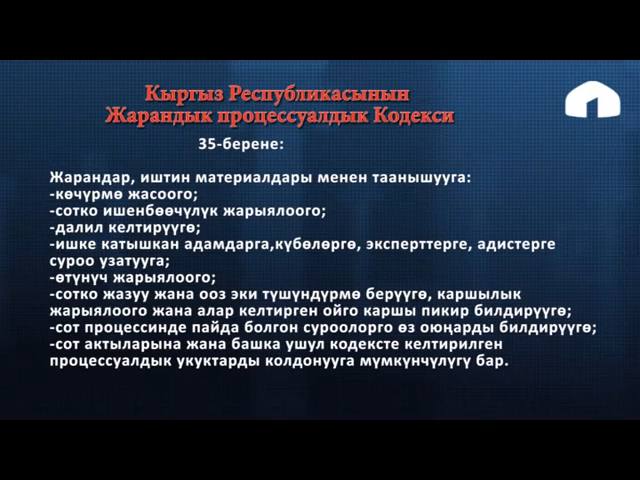 Кыргыз Республикасынын
Жарандык процессуалдык Кодекси
35-берене:
Жарандар, иштин материалдары менен таанышууга:
-көчүрмө жасоого;
-сотко ишенбөөчүлүк жарыялоого;
-далил келтирүүгө;
-ишке катышкан адамдарга,күбөлөргө, эксперттерге, адистерге
суроо узатууга;
-өтүнүч жарыялоого;
-сотко жазуу жана ооз эки түшүндүрмө берүүгө, каршылык
жарыялоого жана алар келтирген ойго каршы пикир билдирүүгө;
-сот процессинде пайда болгон суроолорго өз оюңарды билдирүүгө;
-сот актыларына жана башка ушул кодексте келтирилген
процессуалдык укуктарды колдонууга мүмкүнчүлүгү бар.